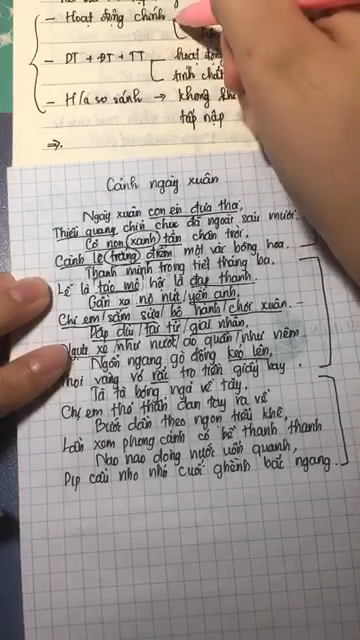 - Hoạt động chính
- DT + ĐT + TT
hoạt động
tính chất
- H/a so sánh → không khí
tấp nập
⇒
Cảnh ngày xuân
Ngày xuân con én đưa thoi,
Thiều quang chín chục đã ngoài sáu mươi.
Cỏ non (xanh) tận chân trời,
Cành lê (trắng) điểm một vài bông hoa.
Thanh minh trong tiết tháng ba,
Lễ là tảo mộ hội là đạp thanh.
Gần xa nô nức / yến anh,
Chị em / sắm sửa / bộ hành / chơi xuân.
Dập dìu / tài tử / giai nhân,
Ngựa xe / như nước / áo quần / như nêm
Ngổn ngang gò đống kéo lên,
Thoi vàng vó rắc tro tiền giấy bay.
Tà tà bóng ngả về tây,
Chị em thơ thẩn dan tay ra về
Bước dần theo ngọn tiểu khê,
Lần xem phong cảnh có bề thanh thanh
Nao nao dòng nước uốn quanh,
Dịp cầu nho nhỏ cuối ghềnh bắc ngang.